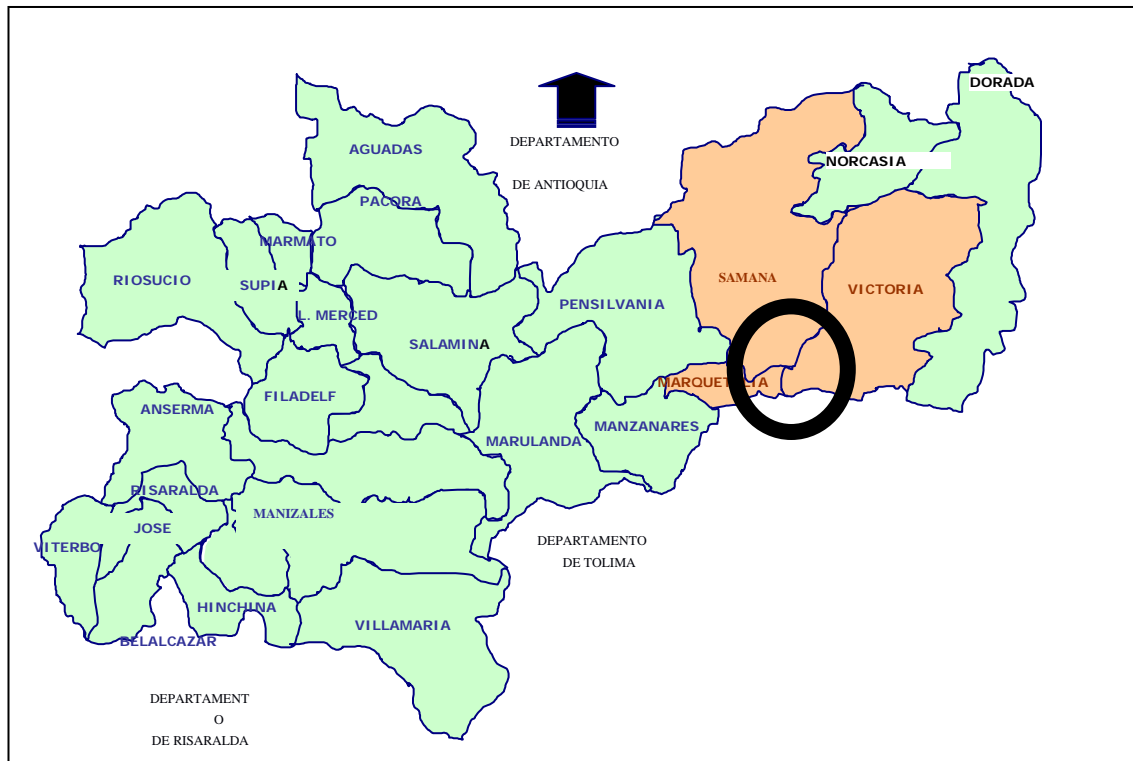 DORADA
DEPARTAMENTO
AGUADAS
NORCASIA
DE ANTIOQUIA
PACORA
MARMATO
RIOSUCIO
SUPIA
SAMANA
VICTORIA
PENSILVANIA
L. MERCED
SALAMINA
MARQUETALIA
FILADELF
ANSERMA
MANZANARES
MARULANDA
RISARALDA
MANIZALES
JOSE
VITERBO
DEPARTAMENTO
DE TOLIMA
HINCHINA
VILLAMARIA
BELALCAZAR
DEPARTAMENT
O
DE RISARALDA